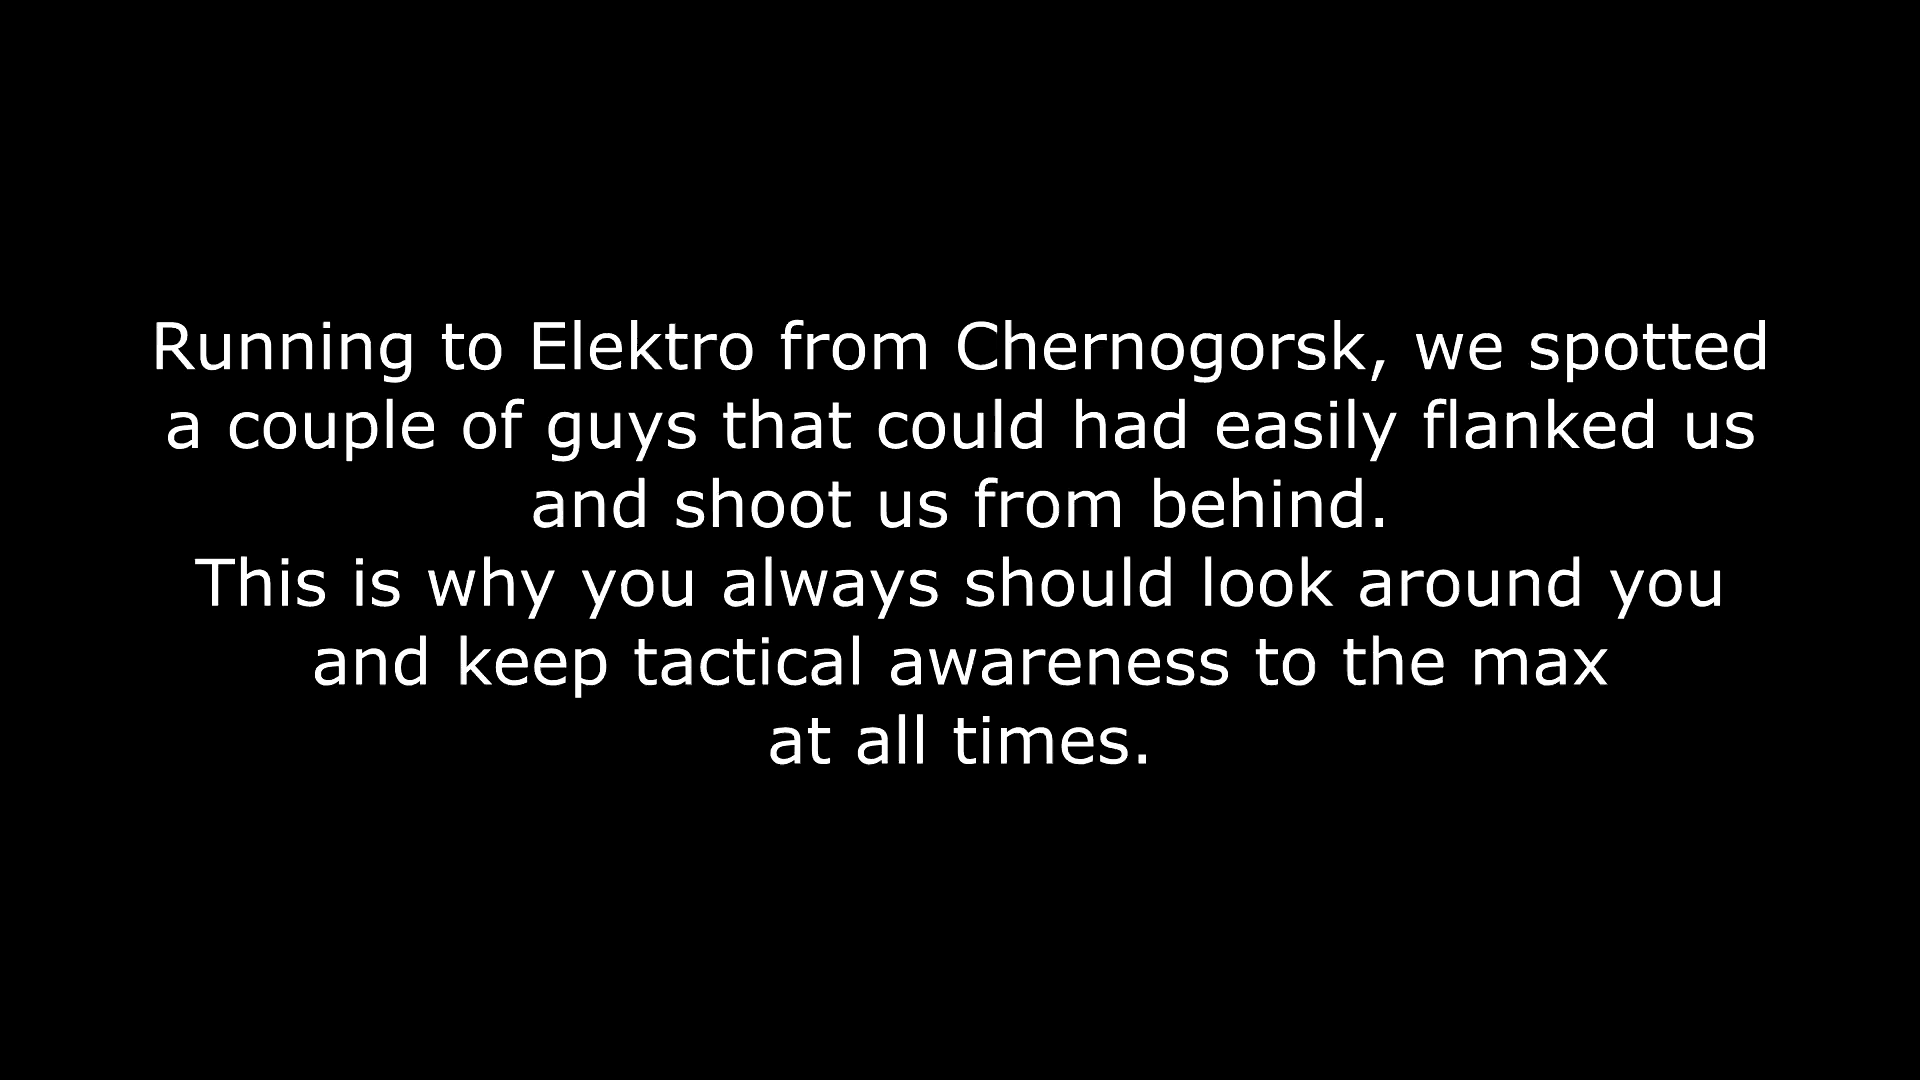 Running to Elektro from Chernogorsk, we spotted
a couple of guys that could had easily flanked us
and shoot us from behind.
This is why you always should look around you
and keep tactical awareness to the max
at all times.